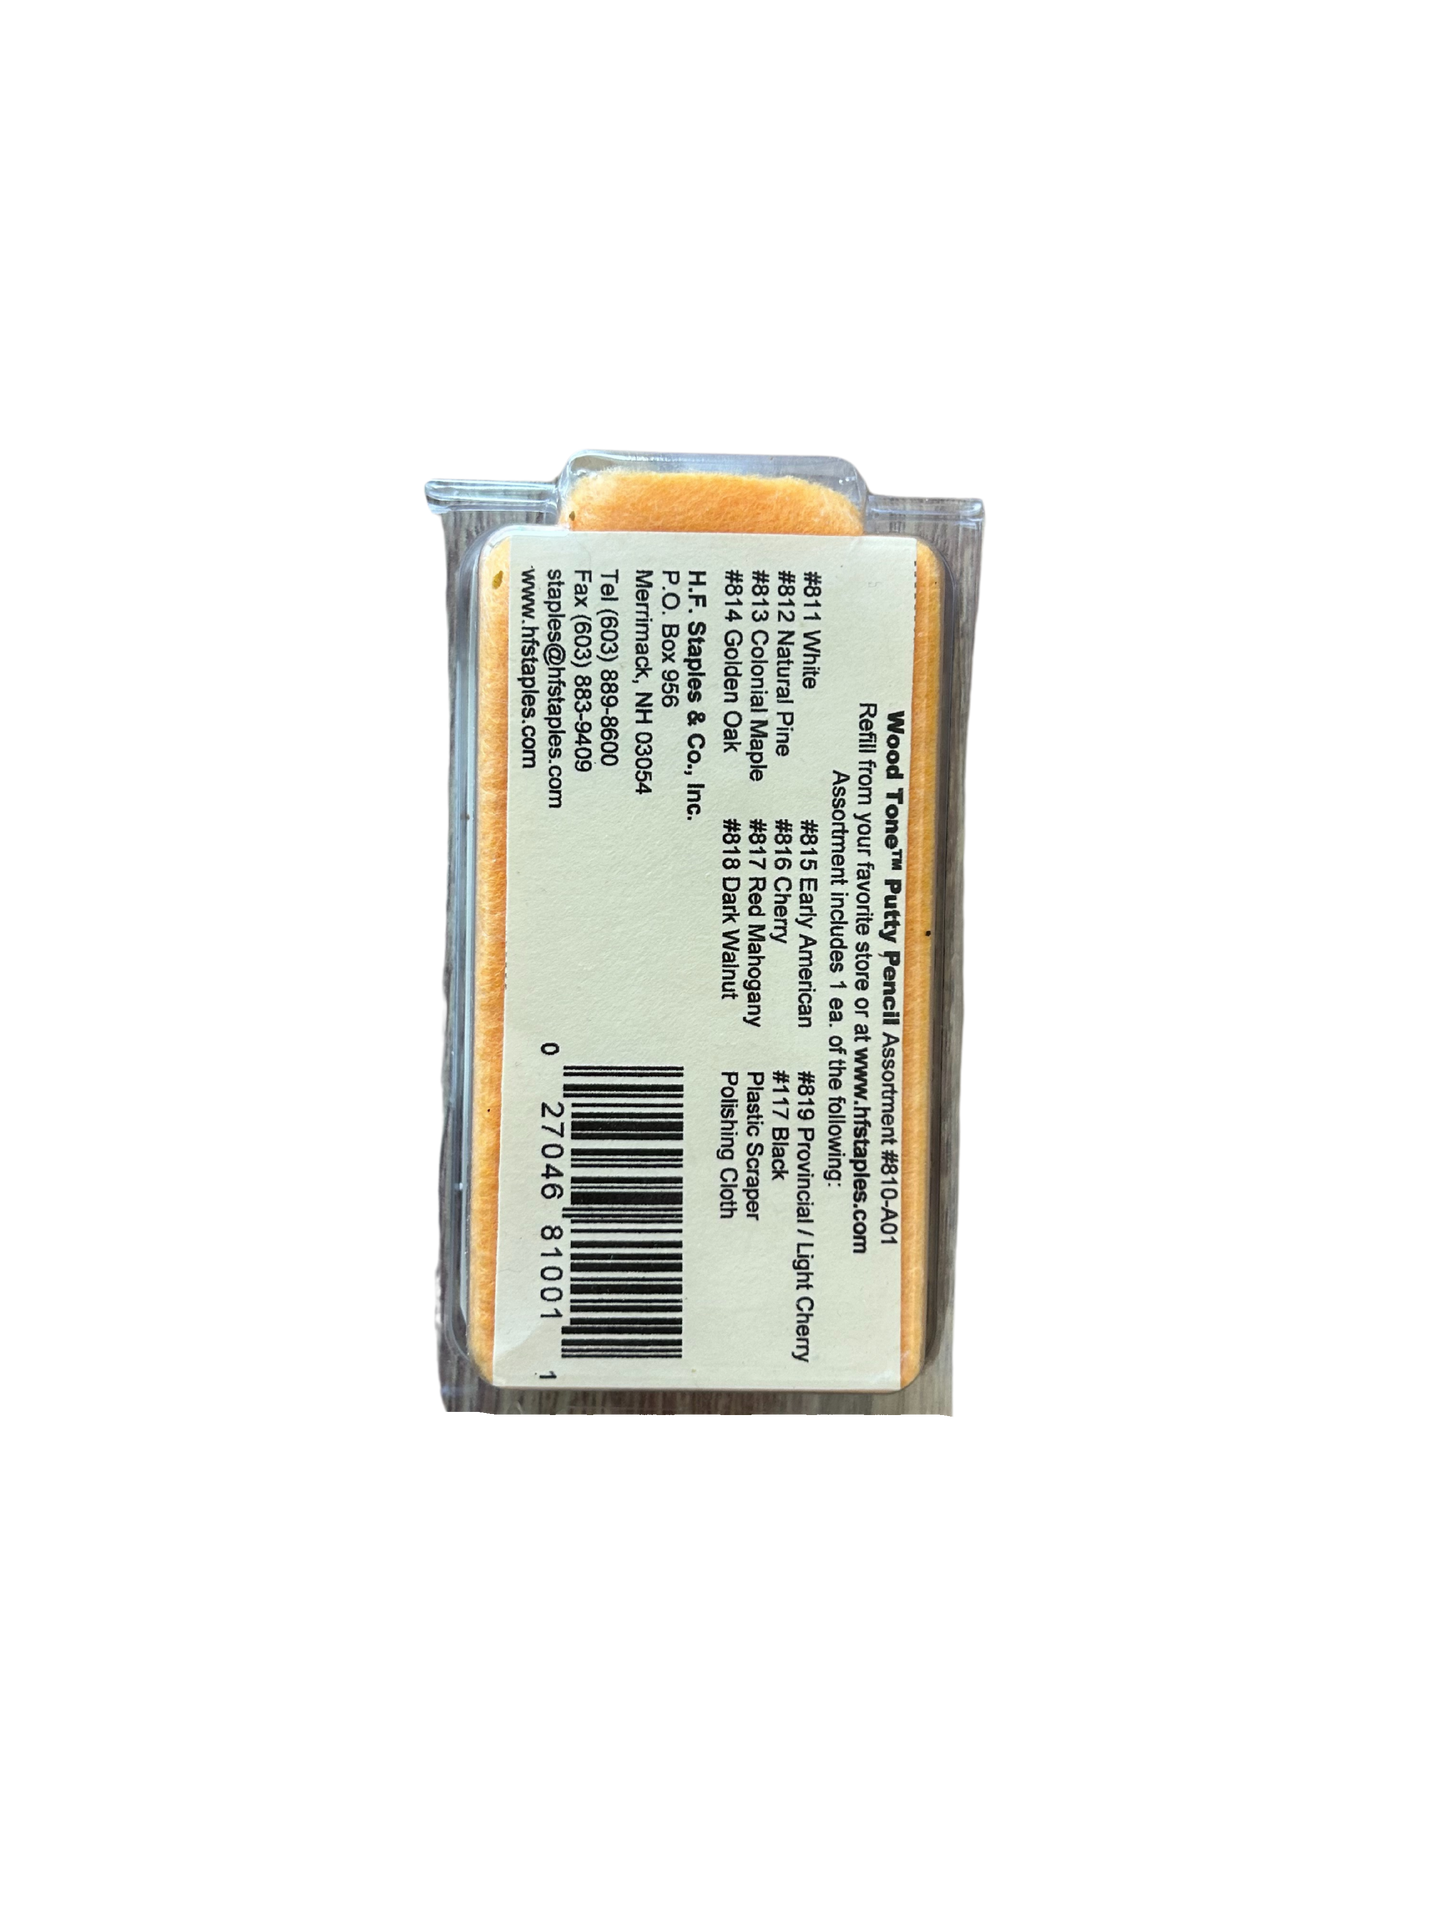 Wood Tone™ Putty Pencil Assortment #810-A01
Refill from your favorite store or at www.hfstaples.com
Assortment includes 1 ea. of the following:
#811 White #815 Early American #819 Provincial / Light Cherry
#812 Natural Pine #816 Cherry #117 Black
#813 Colonial Maple #817 Red Mahogany Plastic Scraper
#814 Golden Oak #818 Dark Walnut Polishing Cloth
H.F. Staples & Co., Inc.
P.O. Box 956
Merrimack, NH 03054
Tel (603) 889-8600
Fax (603) 883-9409
staples@hfstaples.com
www.hfstaples.com
0 27046 81001 1